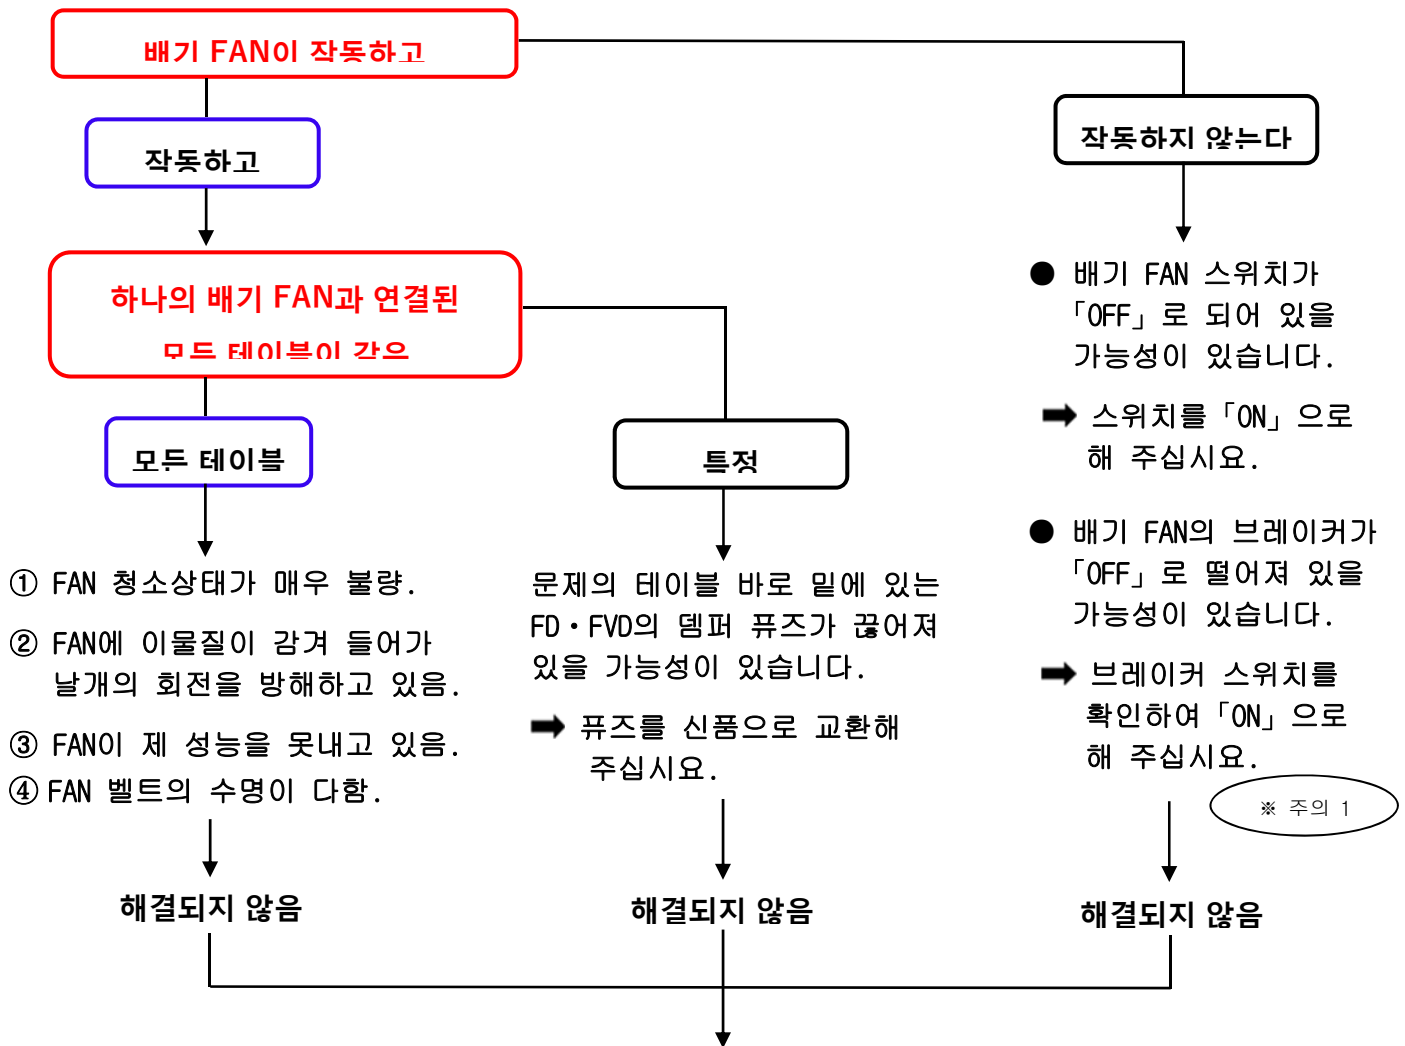 배기 FAN이 작동하고
작동하고
작동하지 않는다
하나의 배기 FAN과 연결된
모든 테이블이 같은
모든 테이블
특정
① FAN 청소상태가 매우 불량.
② FAN에 이물질이 감겨 들어가
날개의 회전을 방해하고 있음.
③ FAN이 제 성능을 못내고 있음.
④ FAN 벨트의 수명이 다함.
해결되지 않음
문제의 테이블 바로 밑에 있는
FD・FVD의 뎀퍼 퓨즈가 끊어져
있을 가능성이 있습니다.
➡ 퓨즈를 신품으로 교환해
주십시요.
해결되지 않음
● 배기 FAN 스위치가
「OFF」로 되어 있을
가능성이 있습니다.
➡ 스위치를「ON」으로
해 주십시요.
● 배기 FAN의 브레이커가
「OFF」로 떨어져 있을
가능성이 있습니다.
➡ 브레이커 스위치를
확인하여「ON」으로
해 주십시요.
※ 주의 1
해결되지 않음